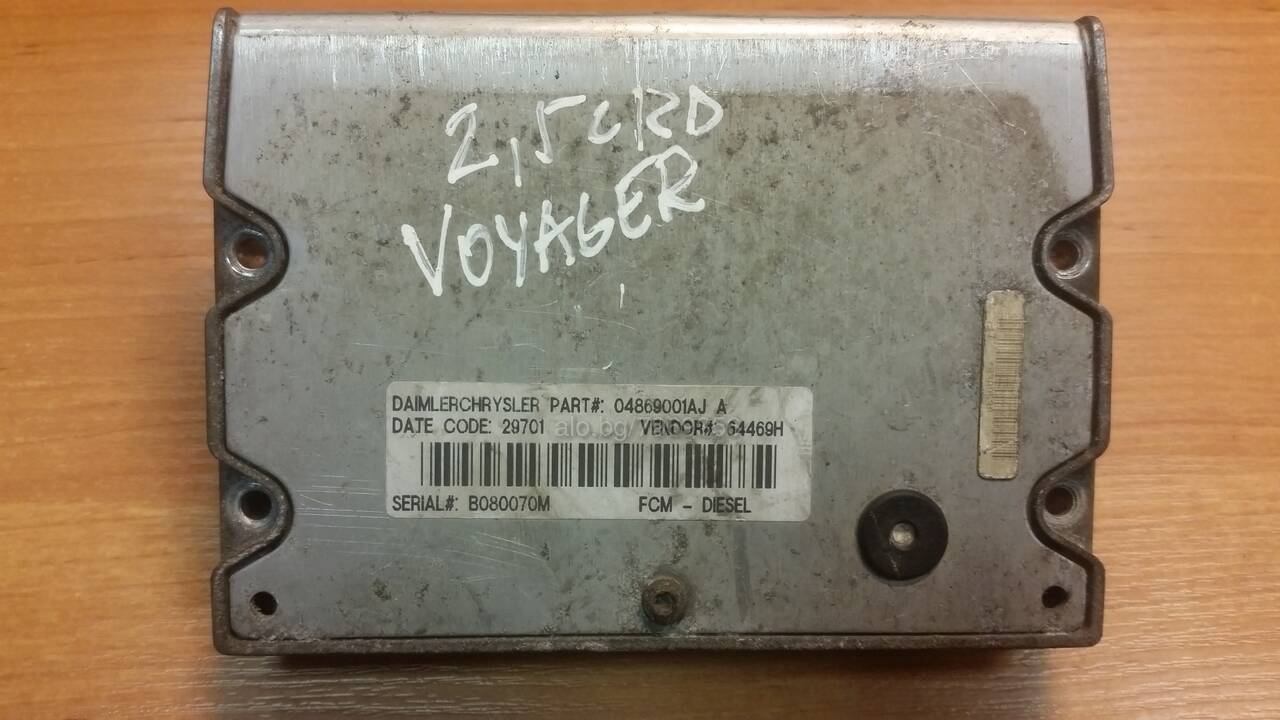 2,5 CRD
VOYAGER
DAIMLERCHRYSLER PART#: 04869001AJ A
DATE CODE: 29701 VENDOR#: 64469H
alo.bg
SERIAL#: B080070M FCM - DIESEL